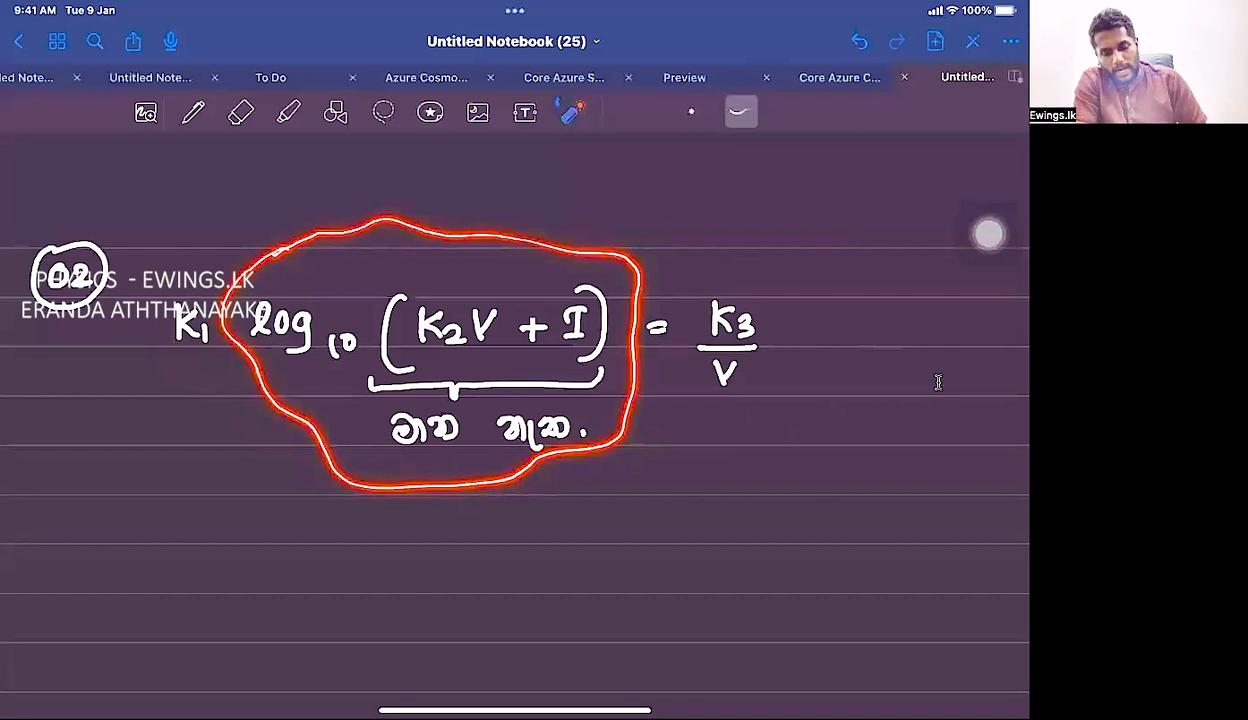 9:41 AM Tue 9 Jan
100%
Untitled Notebook (25)
led Note...
Untitled Note...
To Do
Azure Cosmo...
Core Azure S...
Preview
Core Azure C...
Untitled...
Ewings.lk
02
PHYSICS - EWINGS.LK
ERANDA ATHTHANAYAKE
K₁ log₁₀ (K₂V + I) = K₃/V
මාන නැත.